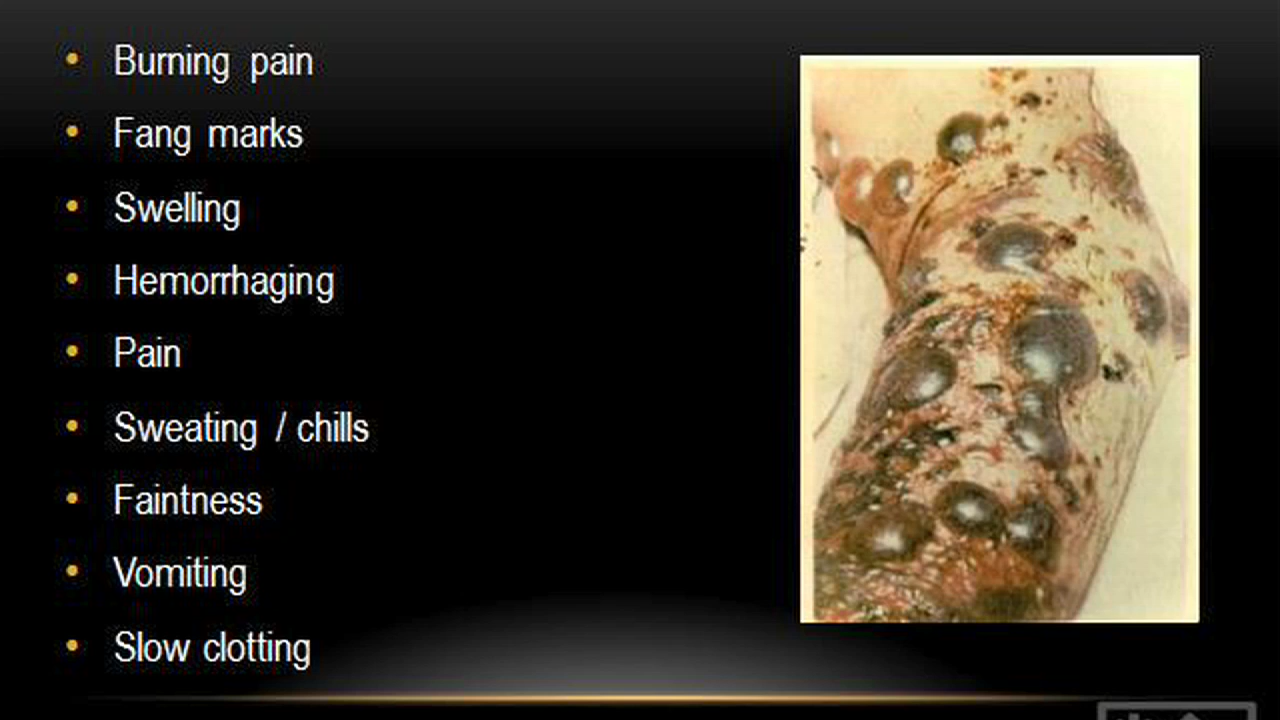 Burning pain
Fang marks
Swelling
Hemorrhaging
Pain
Sweating / chills
Faintness
Vomiting
Slow clotting